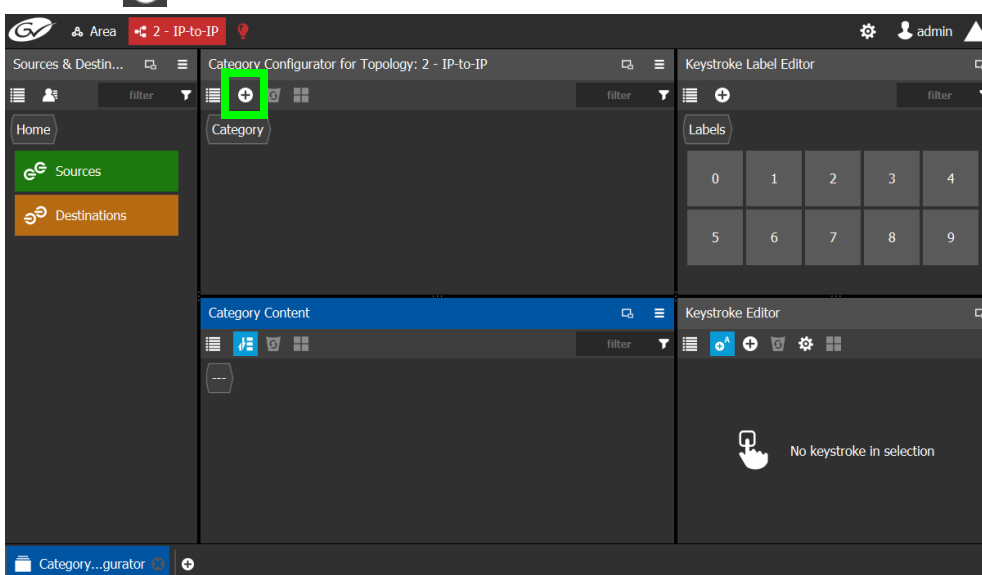 GV Area 2 - IP-to-IP admin
Sources & Destin... Category Configurator for Topology: 2 - IP-to-IP Keystroke Label Editor
filter filter filter
Home Category Labels
Sources 0 1 2 3 4
Destinations
5 6 7 8 9
Category Content Keystroke Editor
filter
---
No keystroke in selection
Category...gurator